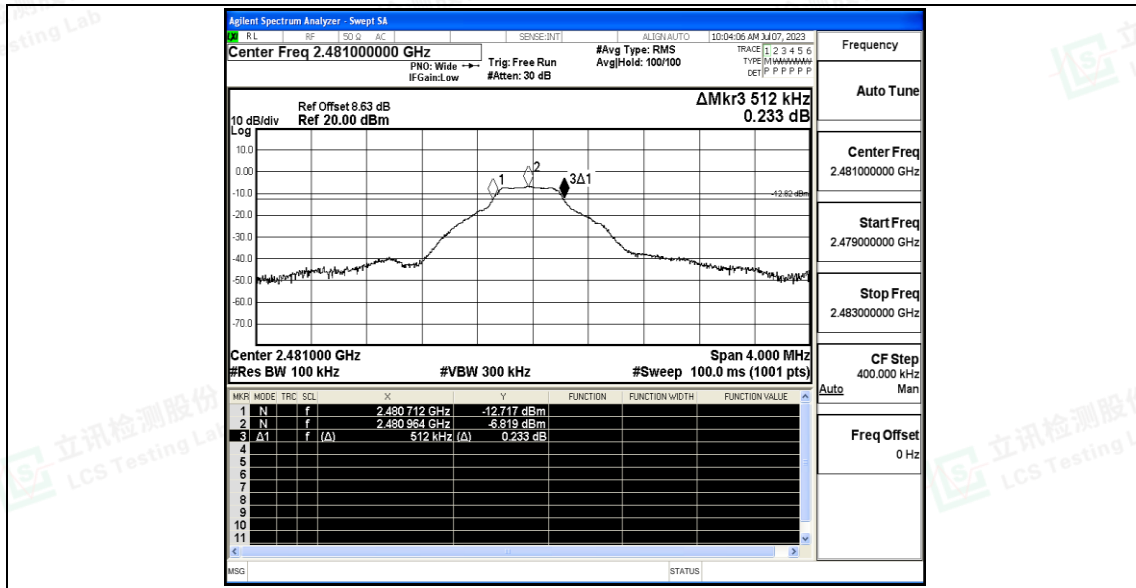 Agilent Spectrum Analyzer - Swept SA
RL RF 50 Ω AC SENSE:INT ALIGN AUTO 10:04:06 AM Jul 07, 2023
Center Freq 2.481000000 GHz
PNO: Wide
IFGain:Low
Trig: Free Run
#Atten: 30 dB
#Avg Type: RMS
Avg|Hold: 100/100
TRACE 1 2 3 4 5 6
TYPE M
DET P P P P P P
Ref Offset 8.63 dB
10 dB/div Ref 20.00 dBm
Log
ΔMkr3 512 kHz
0.233 dB
10.0
0.00
-10.0
-20.0
-30.0
-40.0
-50.0
-60.0
-70.0
1
2
3Δ1
-12.82 dBm
Center 2.481000 GHz
Span 4.000 MHz
#Res BW 100 kHz #VBW 300 kHz #Sweep 100.0 ms (1001 pts)
MKR MODE TRC SCL X Y FUNCTION FUNCTION WIDTH FUNCTION VALUE
1 N f 2.480 712 GHz -12.717 dBm
2 N f 2.480 964 GHz -6.819 dBm
3 Δ1 f (Δ) 512 kHz (Δ) 0.233 dB
4
5
6
7
8
9
10
11
MSG STATUS
Frequency
Auto Tune
Center Freq
2.481000000 GHz
Start Freq
2.479000000 GHz
Stop Freq
2.483000000 GHz
CF Step
400.000 kHz
Auto Man
Freq Offset
0 Hz
sting Lab
立讯检测股份
LCS Testing Lab
立讯检测股份
LCS Testing L